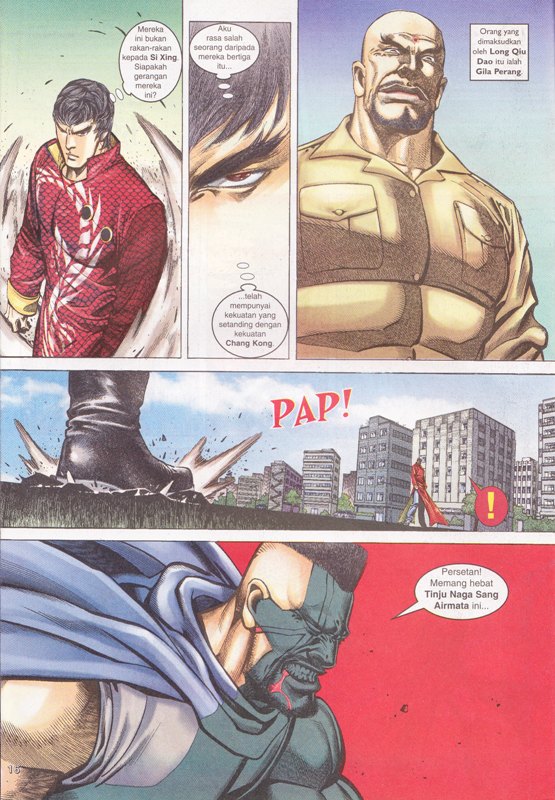 Mereka
ini bukan
rakan-rakan
kepada Si Xing.
Siapakah
gerangan
mereka
ini?
Aku
rasa salah
seorang daripada
mereka bertiga
itu...
...telah
mempunyai
kekuatan yang
setanding dengan
kekuatan
Chang Kong.
Orang yang
dimaksudkan
oleh Long Qiu
Dao itu ialah
Gila Perang.
PAP!
!
Persetan!
Memang hebat
Tinju Naga Sang
Airmata ini...
16